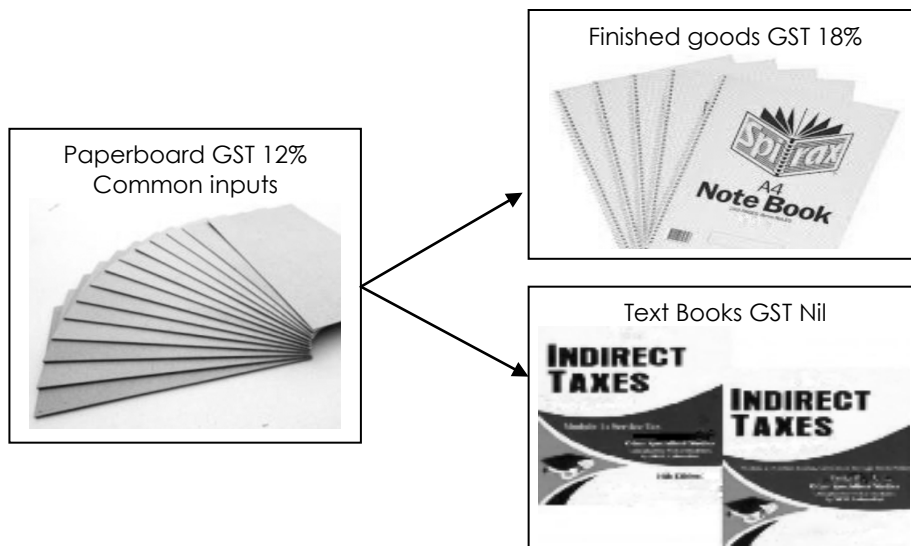 Finished goods GST 18%
Spirax
A4
Note Book
Paperboard GST 12%
Common inputs
Text Books GST Nil
INDIRECT
TAXES
INDIRECT
TAXES